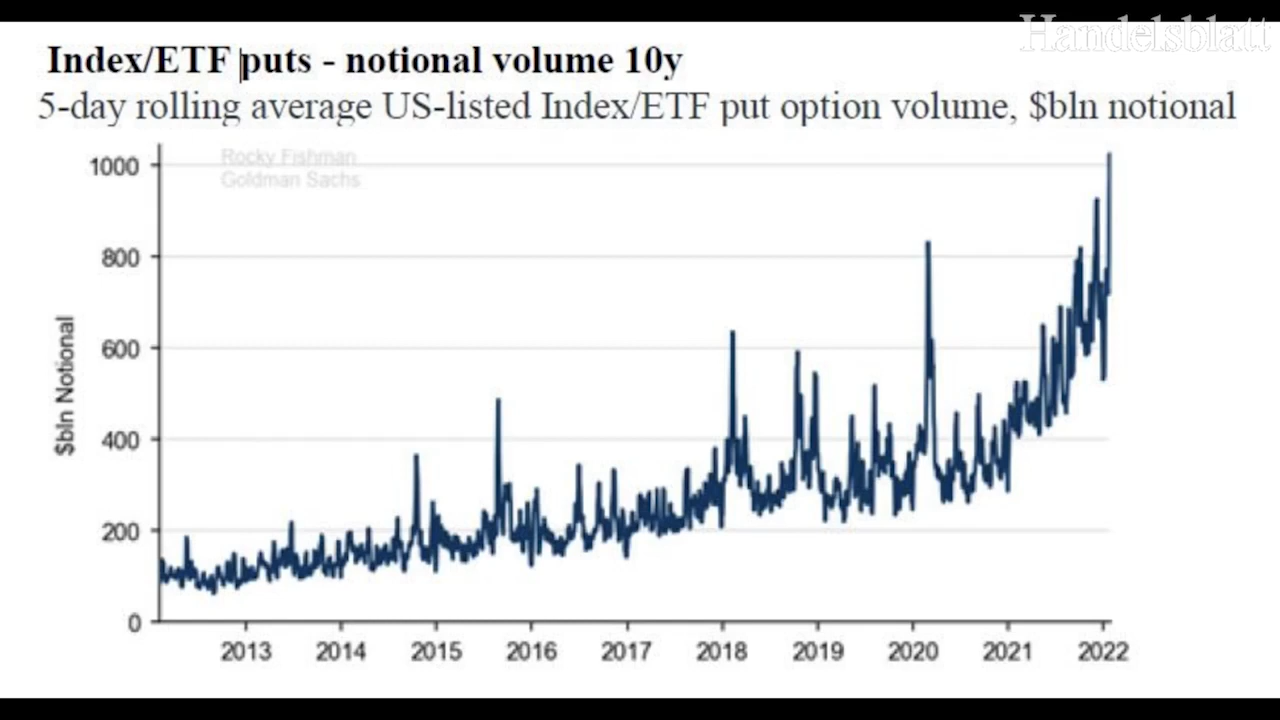 Handelsblatt
Index/ETF puts - notional volume 10y
5-day rolling average US-listed Index/ETF put option volume, $bln notional
Rocky Fishman
Goldman Sachs
$bln Notional
1000
800
600
400
200
0
2013 2014 2015 2016 2017 2018 2019 2020 2021 2022